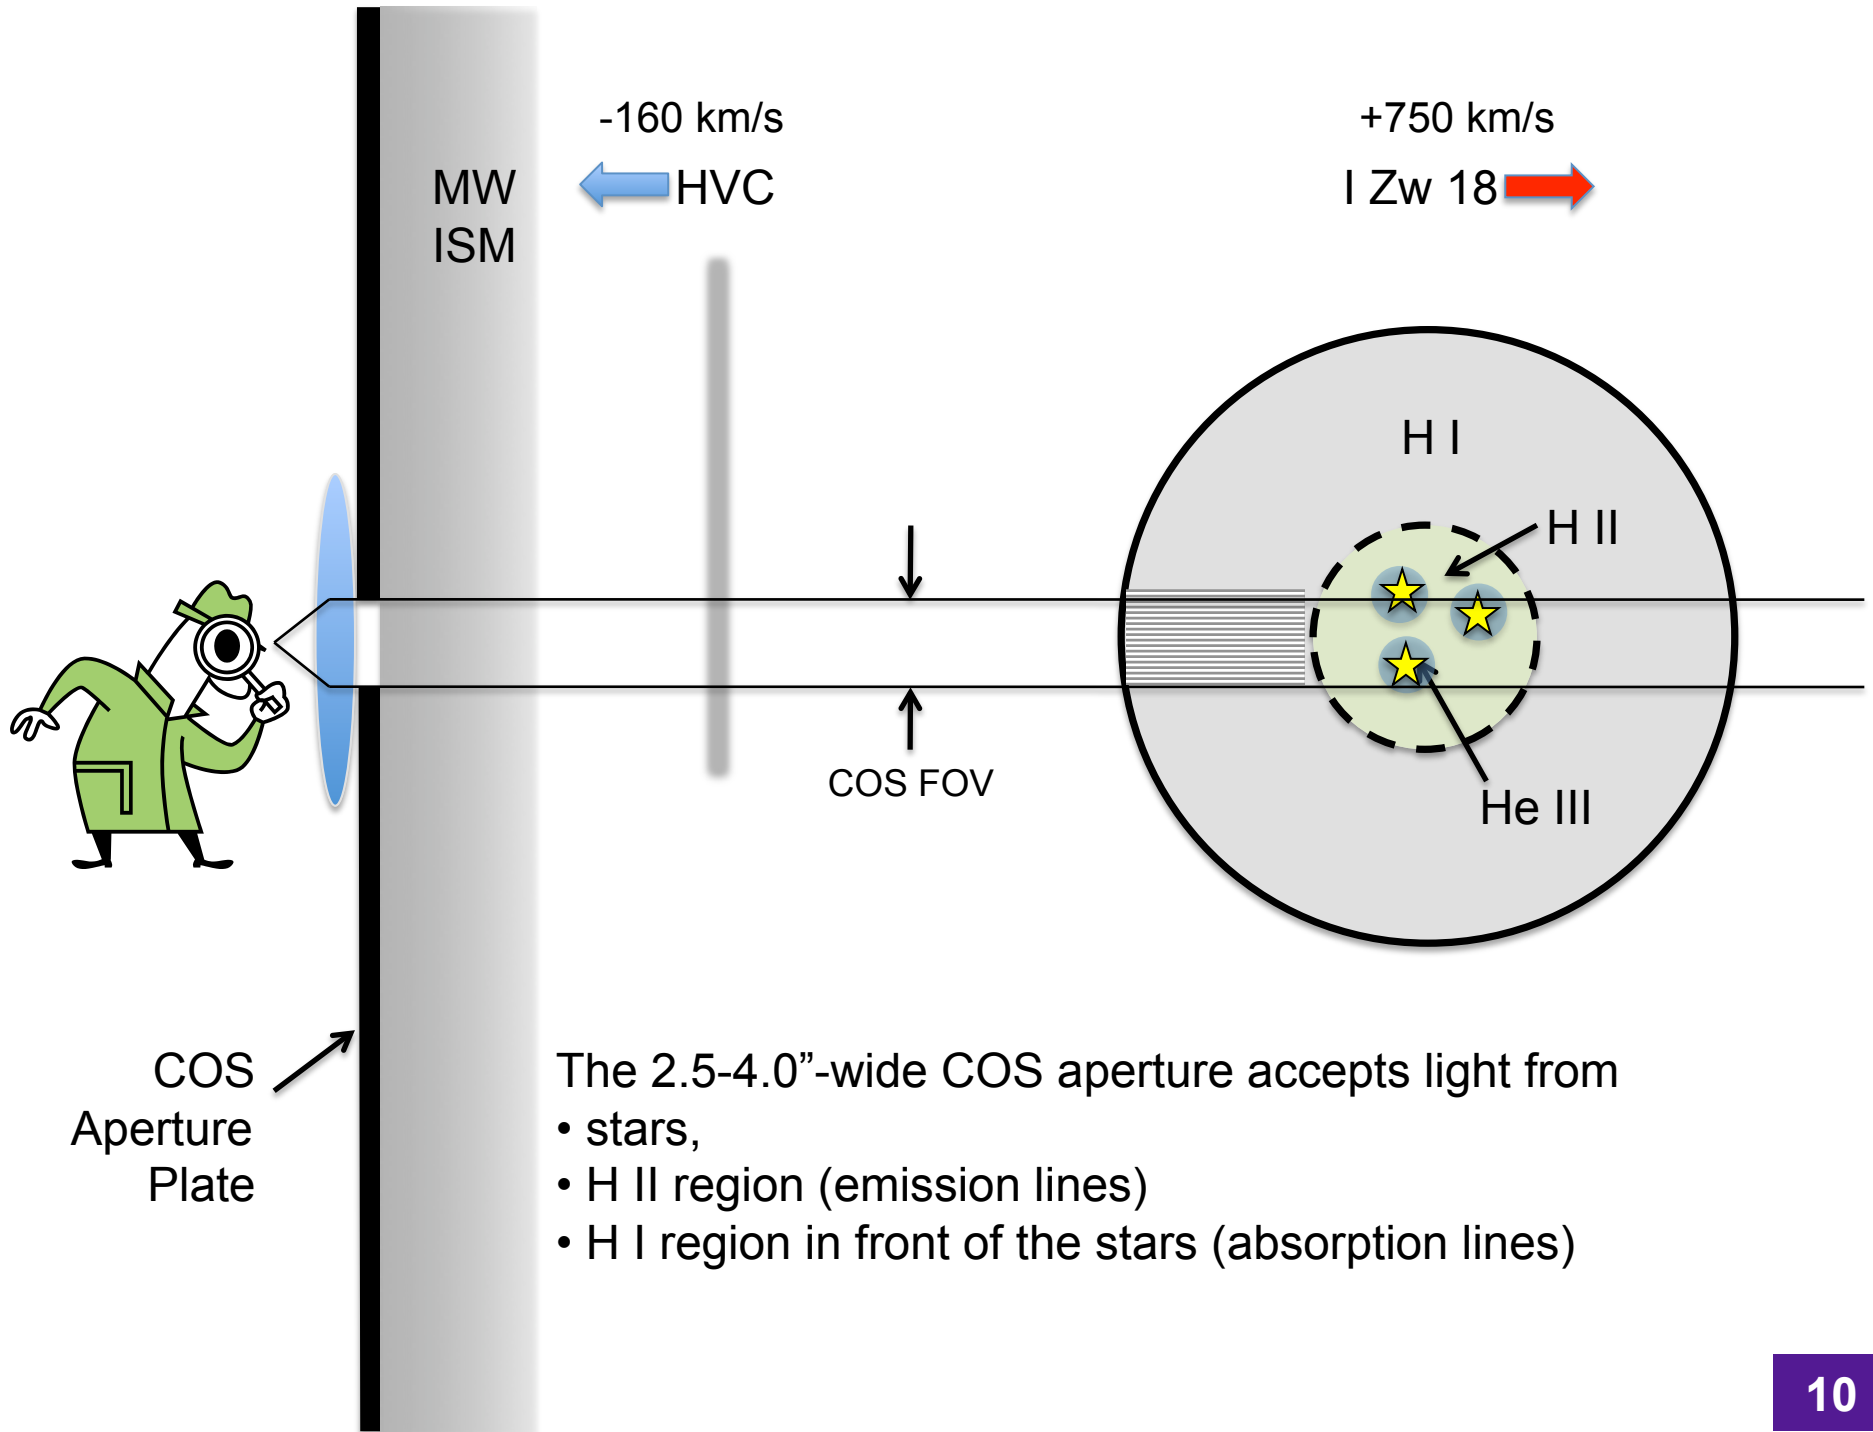 -160 km/s
+750 km/s
MW
ISM
HVC
I Zw 18
H I
H II
COS FOV
He III
COS
Aperture
Plate
The 2.5-4.0”-wide COS aperture accepts light from
• stars,
• H II region (emission lines)
• H I region in front of the stars (absorption lines)
10